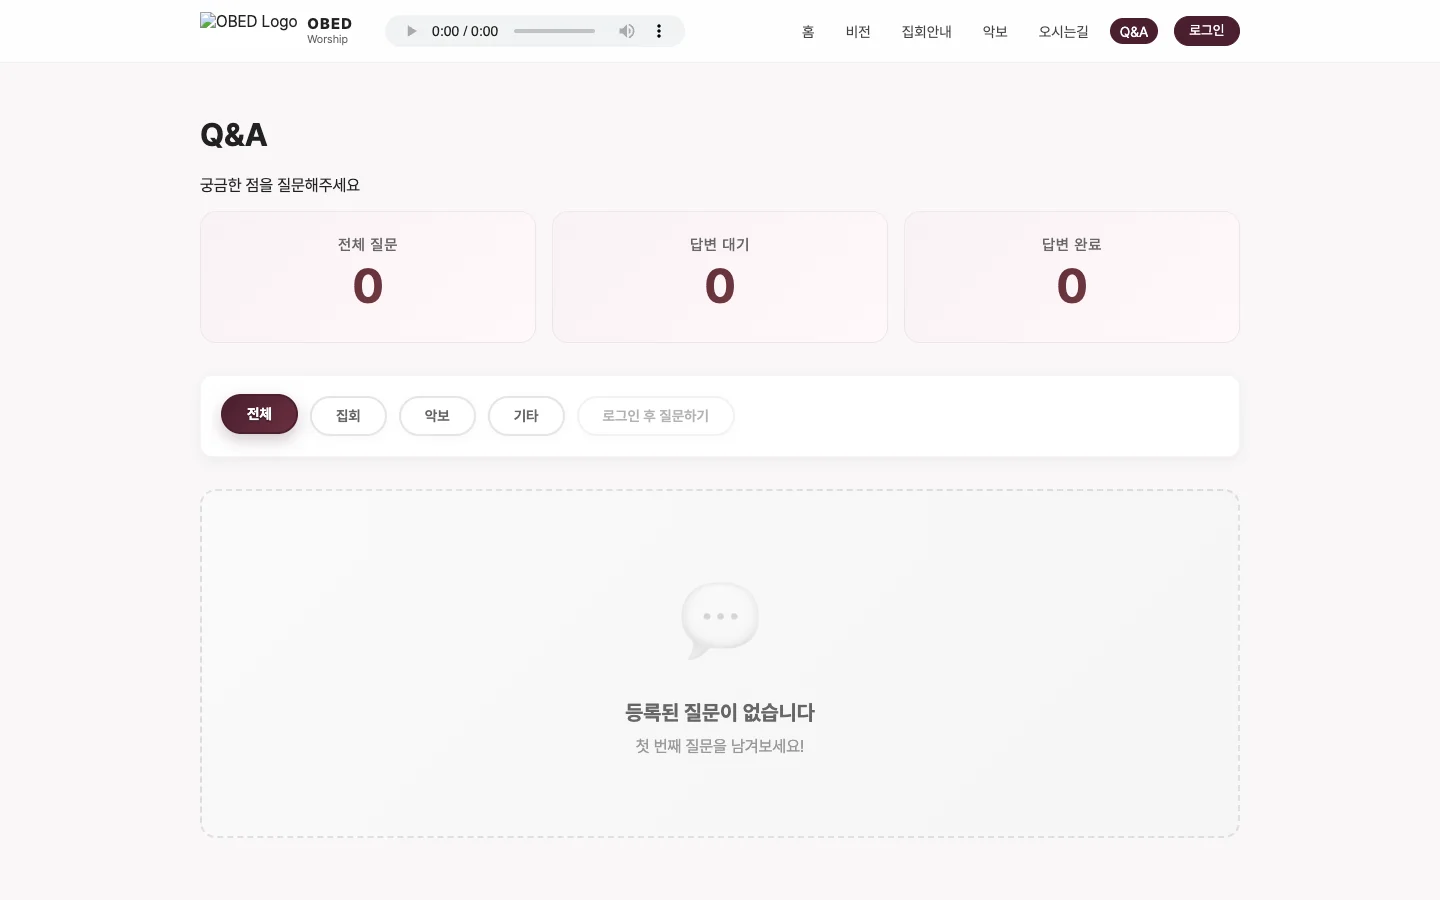 OBED Logo
OBED
Worship
0:00 / 0:00
홈
비전
집회안내
악보
오시는길
Q&A
로그인
Q&A
궁금한 점을 질문해주세요
전체 질문
0
답변 대기
0
답변 완료
0
전체
집회
악보
기타
로그인 후 질문하기
등록된 질문이 없습니다
첫 번째 질문을 남겨보세요!